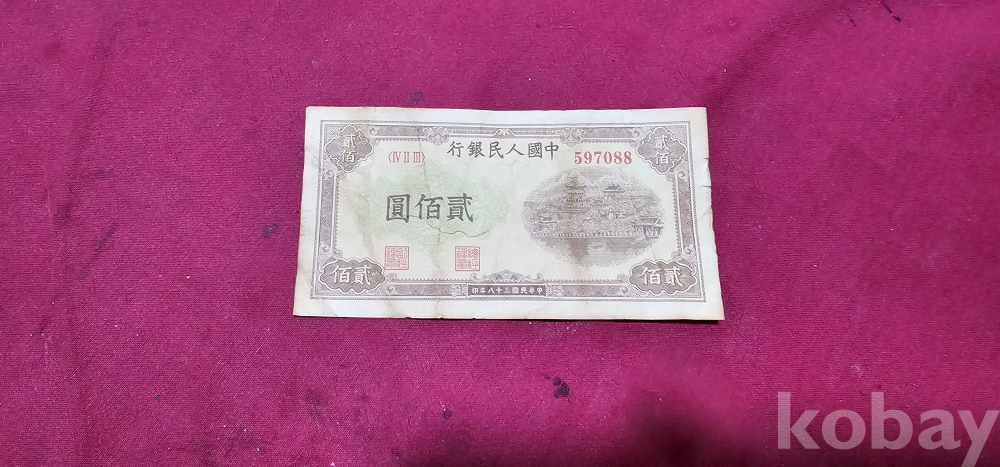 貳佰
貳佰
行銀民人國中
〈Ⅳ Ⅱ Ⅲ〉
597088
圓佰貳
佰貳
佰貳
印年八十三國民華中
kobay